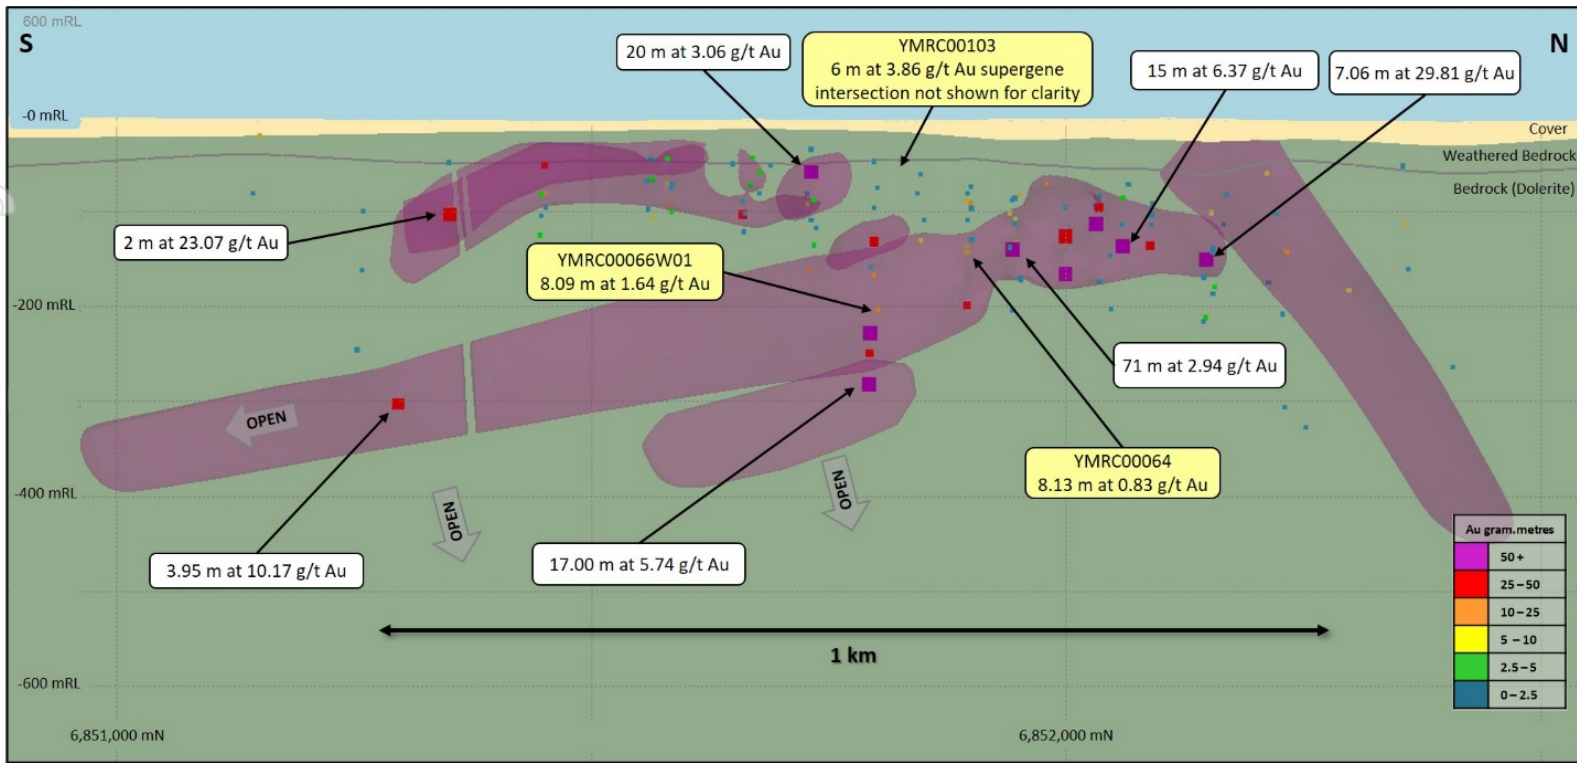 600 mRL
S
N
20 m at 3.06 g/t Au
YMRC00103
6 m at 3.86 g/t Au supergene
intersection not shown for clarity
15 m at 6.37 g/t Au
7.06 m at 29.81 g/t Au
-0 mRL
Cover
Weathered Bedrock
Bedrock (Dolerite)
2 m at 23.07 g/t Au
YMRC00066W01
8.09 m at 1.64 g/t Au
-200 mRL
71 m at 2.94 g/t Au
OPEN
YMRC00064
8.13 m at 0.83 g/t Au
-400 mRL
OPEN
OPEN
3.95 m at 10.17 g/t Au
17.00 m at 5.74 g/t Au
Au gram.metres
50 +
25 – 50
10 – 25
5 – 10
2.5 – 5
0 – 2.5
1 km
-600 mRL
6,851,000 mN
6,852,000 mN